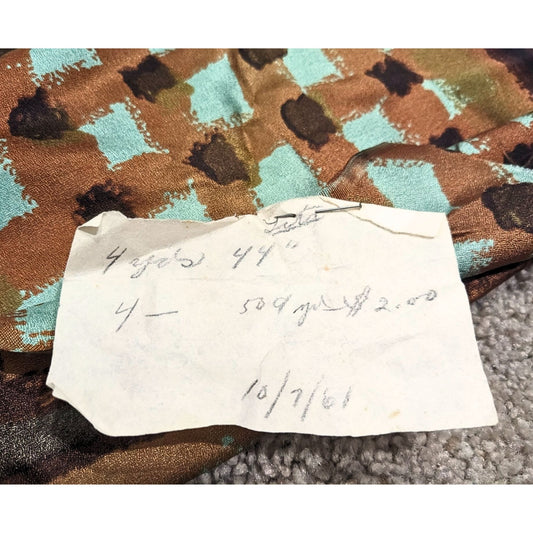 4 yds 44"
4 — 50¢ yd $2.00
10/7/61